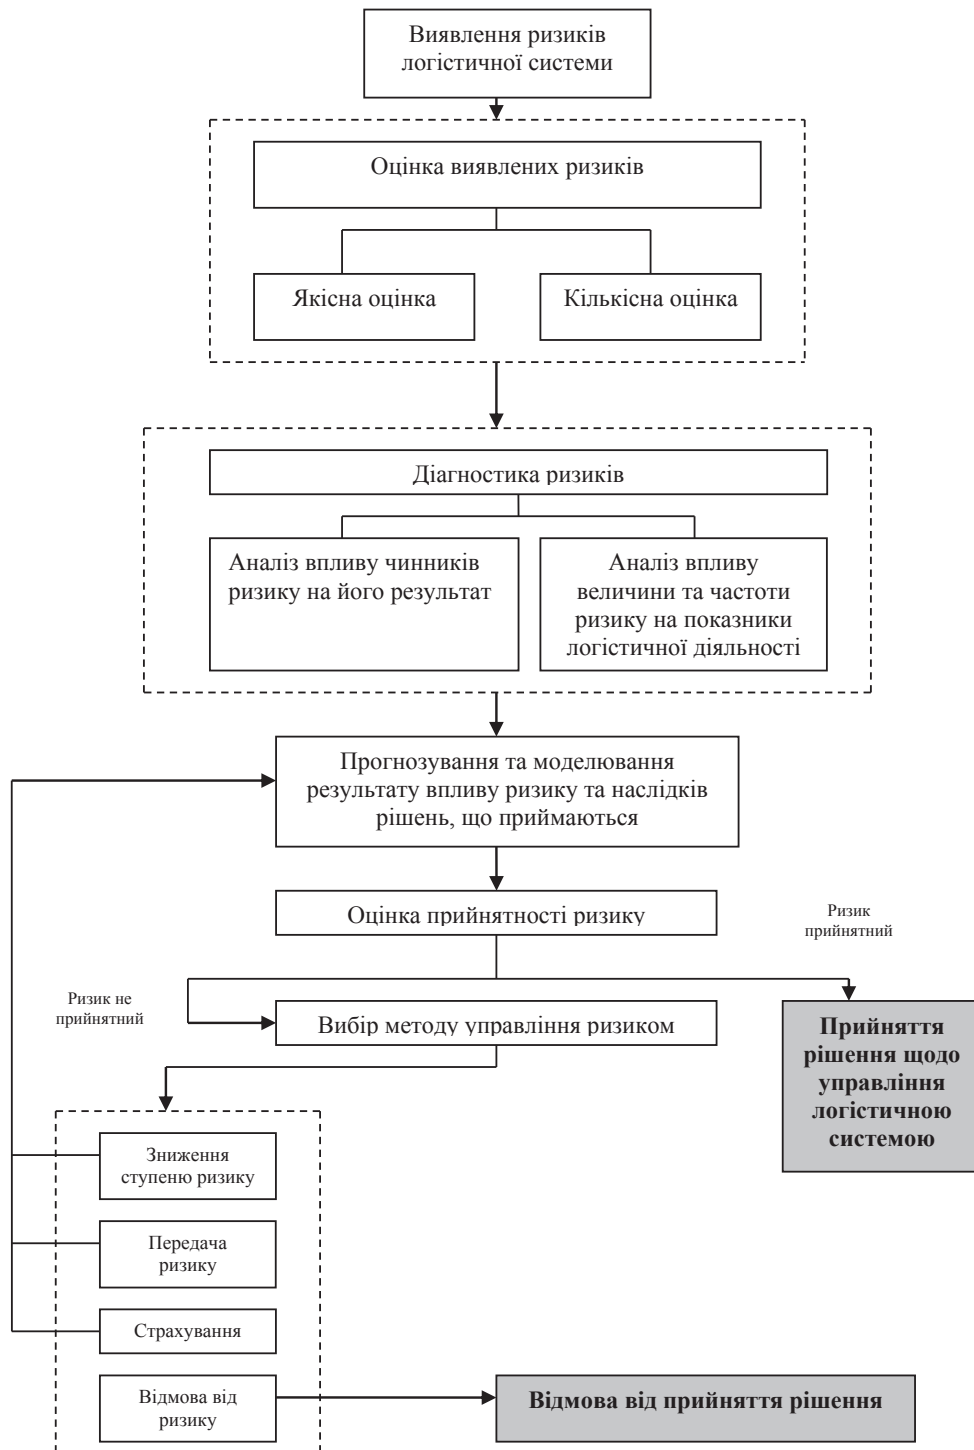 Виявлення ризиків
логістичної системи
Оцінка виявлених ризиків
Якісна оцінка
Кількісна оцінка
Діагностика ризиків
Аналіз впливу чинників
ризику на його результат
Аналіз впливу
величини та частоти
ризику на показники
логістичної діяльності
Прогнозування та моделювання
результату впливу ризику та наслідків
рішень, що приймаються
Оцінка прийнятності ризику
Ризик
прийнятний
Ризик не
прийнятний
Вибір методу управління ризиком
Прийняття
рішення щодо
управління
логістичною
системою
Зниження
ступеню ризику
Передача
ризику
Страхування
Відмова від
ризику
Відмова від прийняття рішення